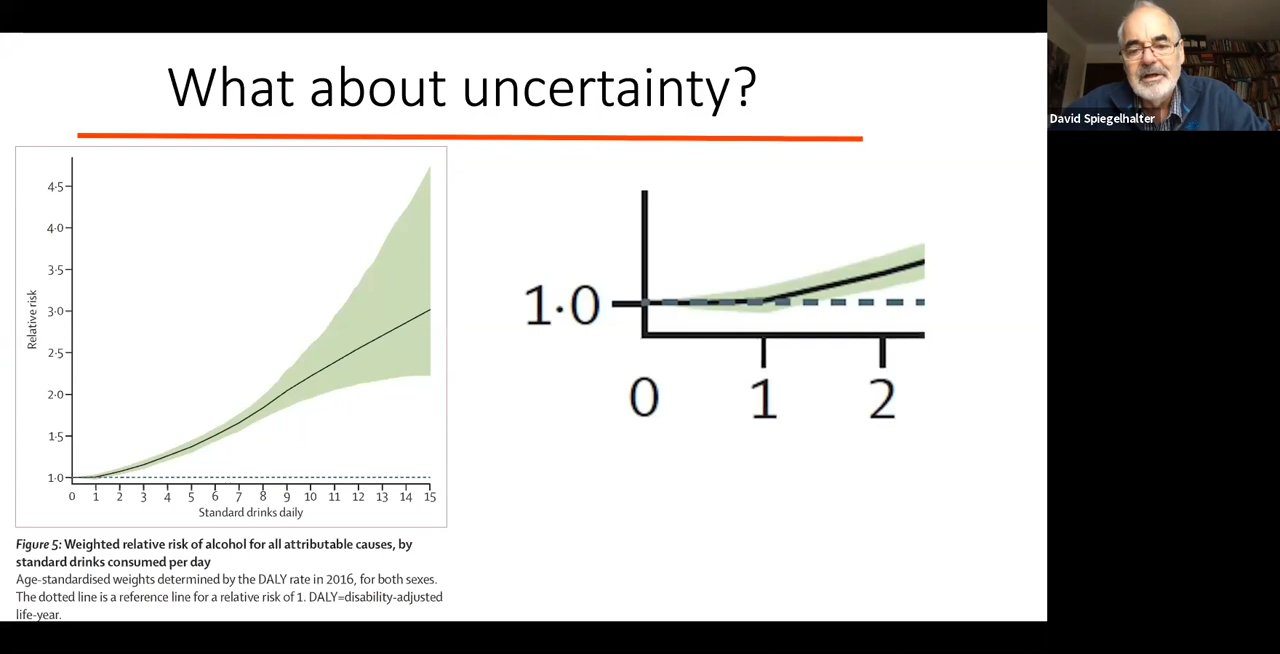 What about uncertainty?
David Spiegelhalter
4·5
4·0
3·5
3·0
2·5
2·0
1·5
1·0
Relative risk
0 1 2 3 4 5 6 7 8 9 10 11 12 13 14 15
Standard drinks daily
Figure 5: Weighted relative risk of alcohol for all attributable causes, by
standard drinks consumed per day
Age-standardised weights determined by the DALY rate in 2016, for both sexes.
The dotted line is a reference line for a relative risk of 1. DALY=disability-adjusted
life-year.
1·0
0 1 2